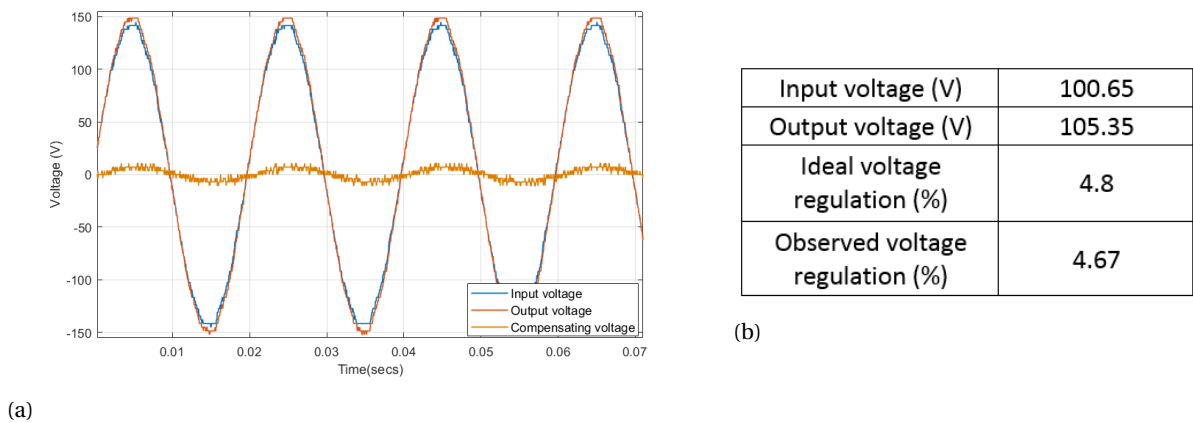 150
100
50
0
-50
-100
-150
Voltage (V)
0.01 0.02 0.03 0.04 0.05 0.06 0.07
Time(secs)
Input voltage
Output voltage
Compensating voltage
(a)
Input voltage (V) 100.65
Output voltage (V) 105.35
Ideal voltage
regulation (%) 4.8
Observed voltage
regulation (%) 4.67
(b)